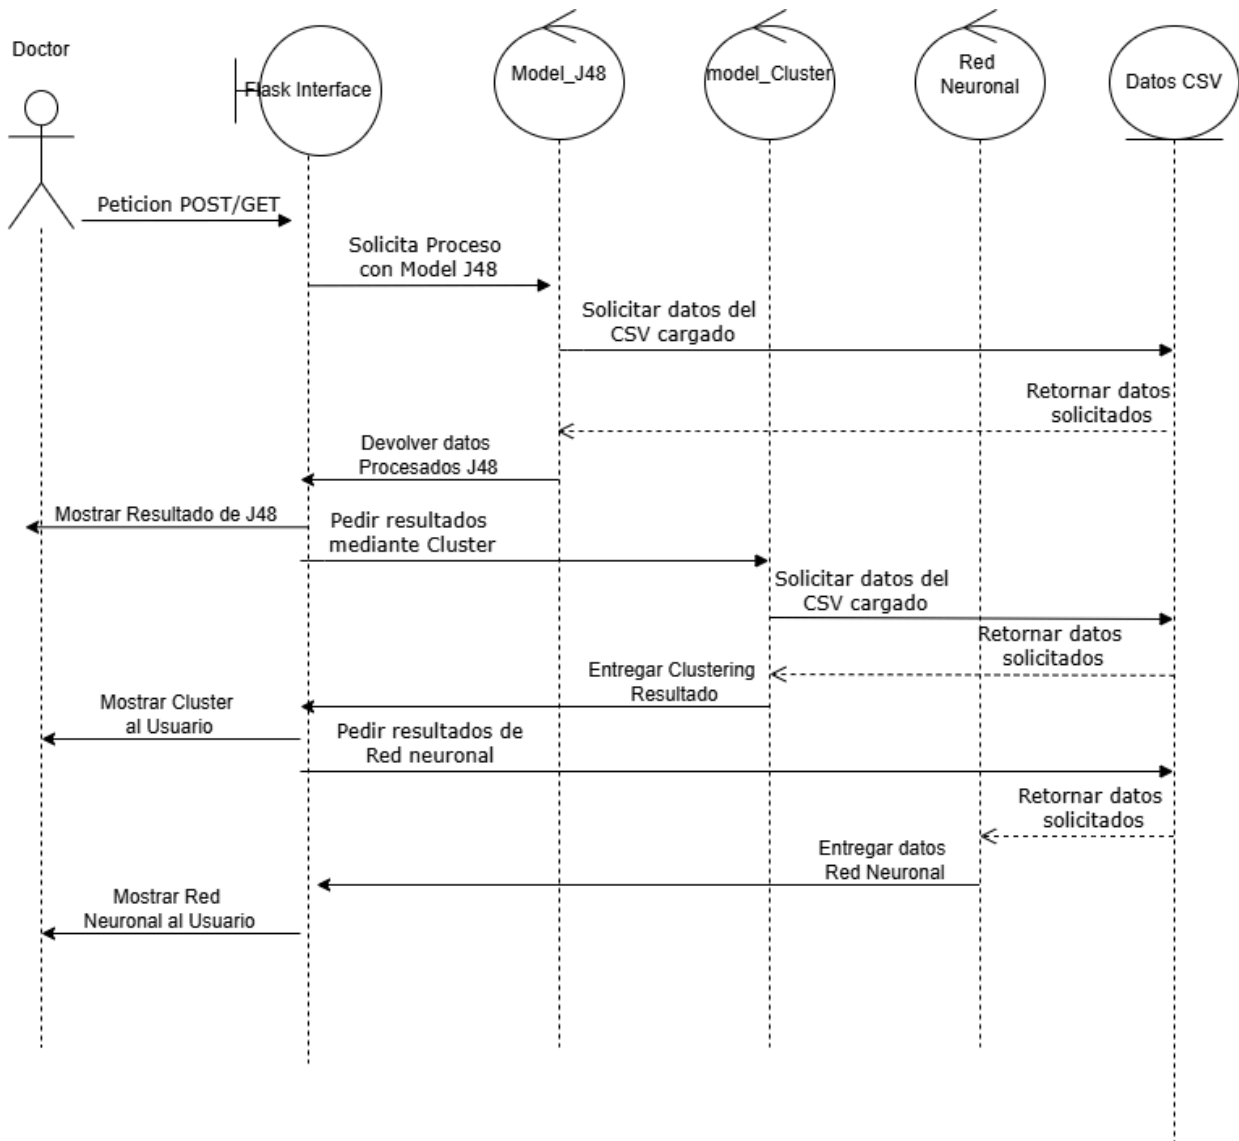 Doctor
Flask Interface
Model_J48
model_Cluster
Red
Neuronal
Datos CSV
Peticion POST/GET
Solicita Proceso
con Model J48
Solicitar datos del
CSV cargado
Retornar datos
solicitados
Devolver datos
Procesados J48
Mostrar Resultado de J48
Pedir resultados
mediante Cluster
Solicitar datos del
CSV cargado
Retornar datos
solicitados
Entregar Clustering
Resultado
Mostrar Cluster
al Usuario
Pedir resultados de
Red neuronal
Retornar datos
solicitados
Entregar datos
Red Neuronal
Mostrar Red
Neuronal al Usuario